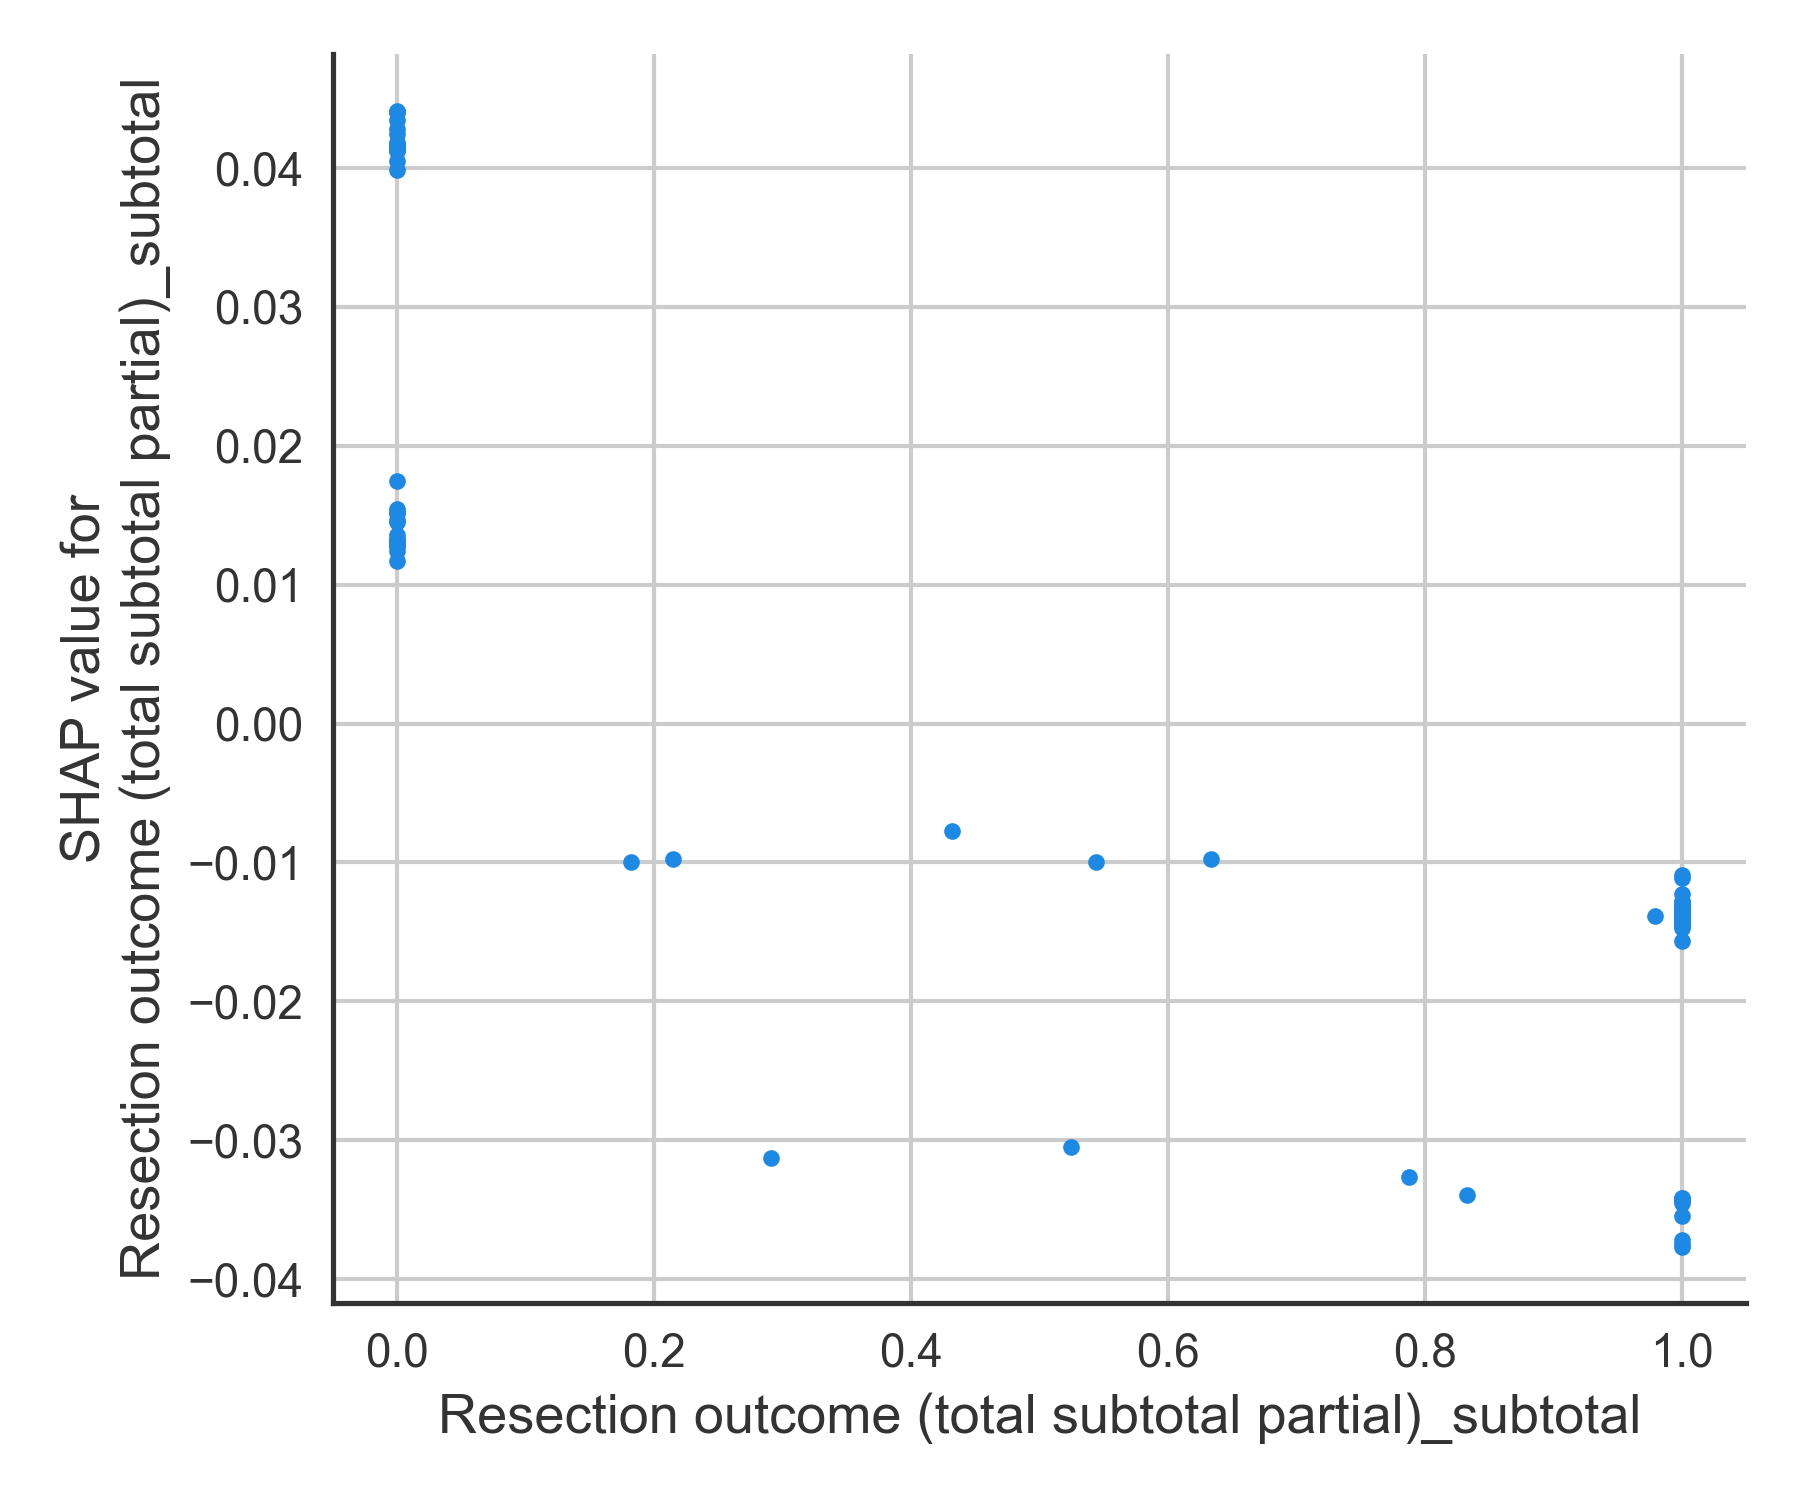 SHAP value for
Resection outcome (total subtotal partial)_subtotal
0.04
0.03
0.02
0.01
0.00
−0.01
−0.02
−0.03
−0.04
0.0 0.2 0.4 0.6 0.8 1.0
Resection outcome (total subtotal partial)_subtotal